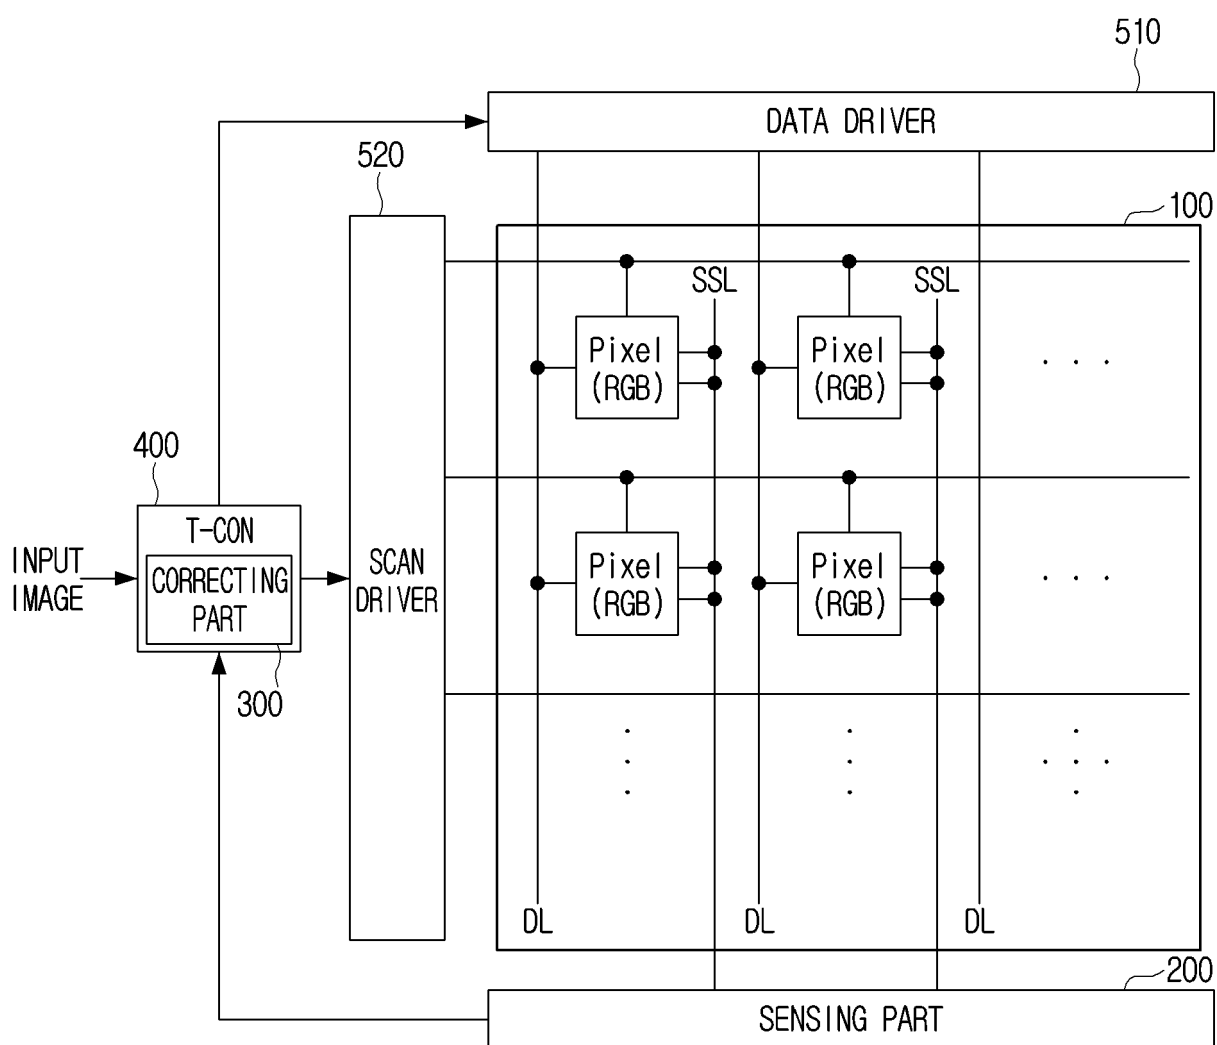 510
DATA DRIVER
520
100
SSL
SSL
Pixel
(RGB)
Pixel
(RGB)
. . .
400
T-CON
INPUT
IMAGE
CORRECTING
PART
300
SCAN
DRIVER
Pixel
(RGB)
Pixel
(RGB)
. . .
DL
DL
DL
200
SENSING PART